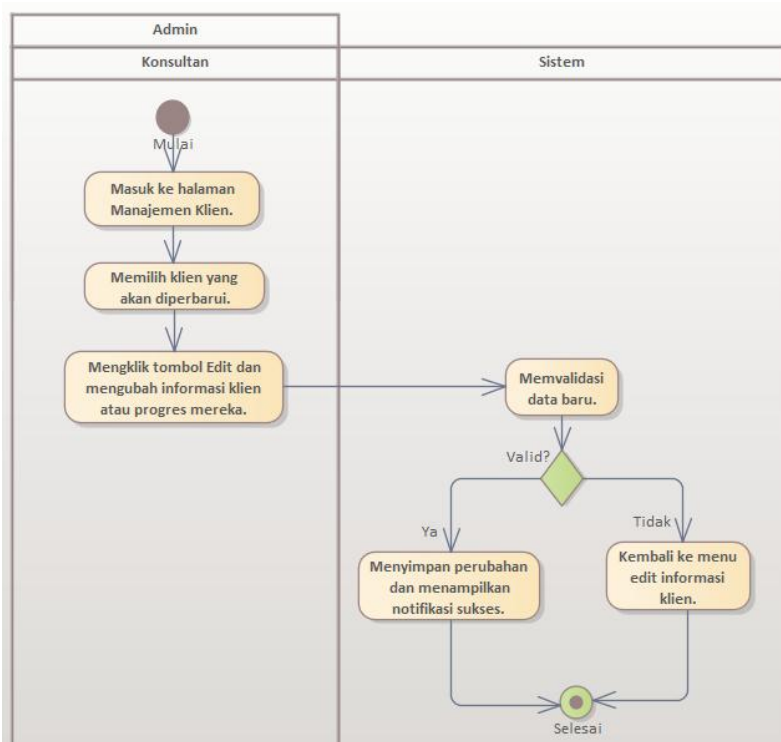 Admin
Konsultan
Sistem
Mulai
Masuk ke halaman
Manajemen Klien.
Memilih klien yang
akan diperbarui.
Mengklik tombol Edit dan
mengubah informasi klien
atau progres mereka.
Memvalidasi
data baru.
Valid?
Ya
Tidak
Menyimpan perubahan
dan menampilkan
notifikasi sukses.
Kembali ke menu
edit informasi
klien.
Selesai